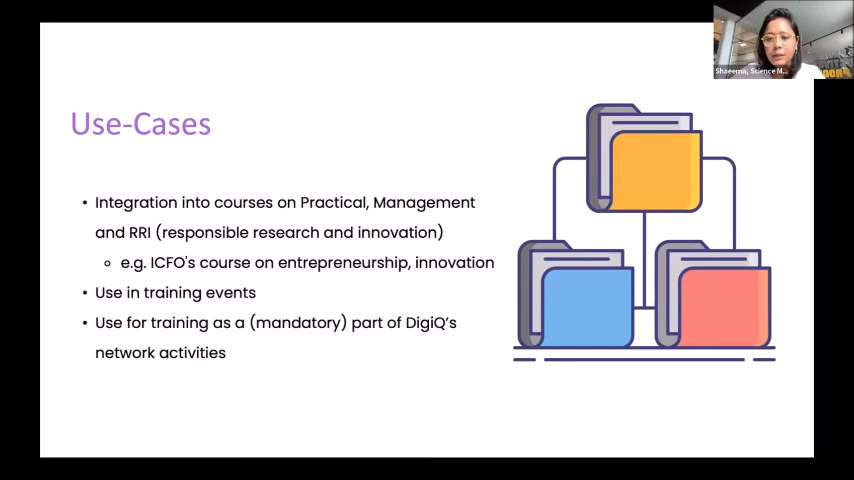 Shaeema, Science M...
Use-Cases
• Integration into courses on Practical, Management
and RRI (responsible research and innovation)
○ e.g. ICFO's course on entrepreneurship, innovation
• Use in training events
• Use for training as a (mandatory) part of DigiQ's
network activities